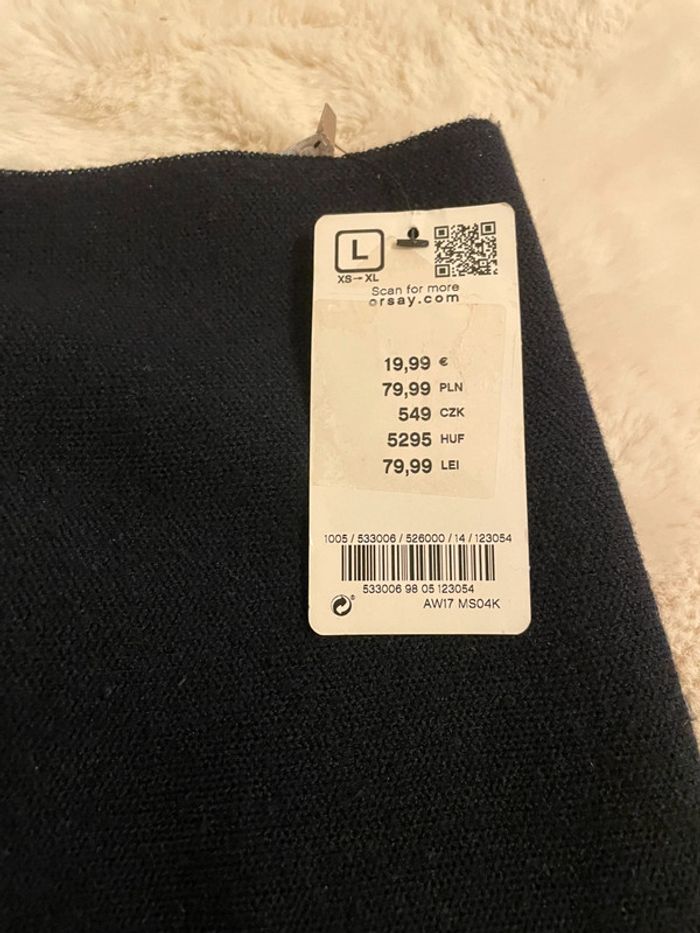 L
XS→XL
Scan for more
orsay.com
19,99 €
79,99 PLN
549 CZK
5295 HUF
79,99 LEI
1005 / 533006 / 526000 / 14 / 123054
533006 98 05 123054
AW17 MS04K